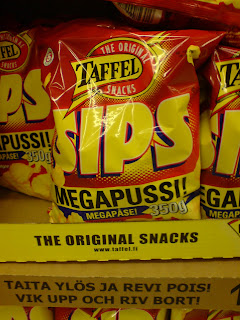 THE ORIGINAL
TAFFEL
SNACKS
SIPS
MEGAPUSSI!
MEGAPÅSE!
350g
THE ORIGINAL SNACKS
www.taffel.fi
TAITA YLÖS JA REVI POIS!
VIK UPP OCH RIV BORT!